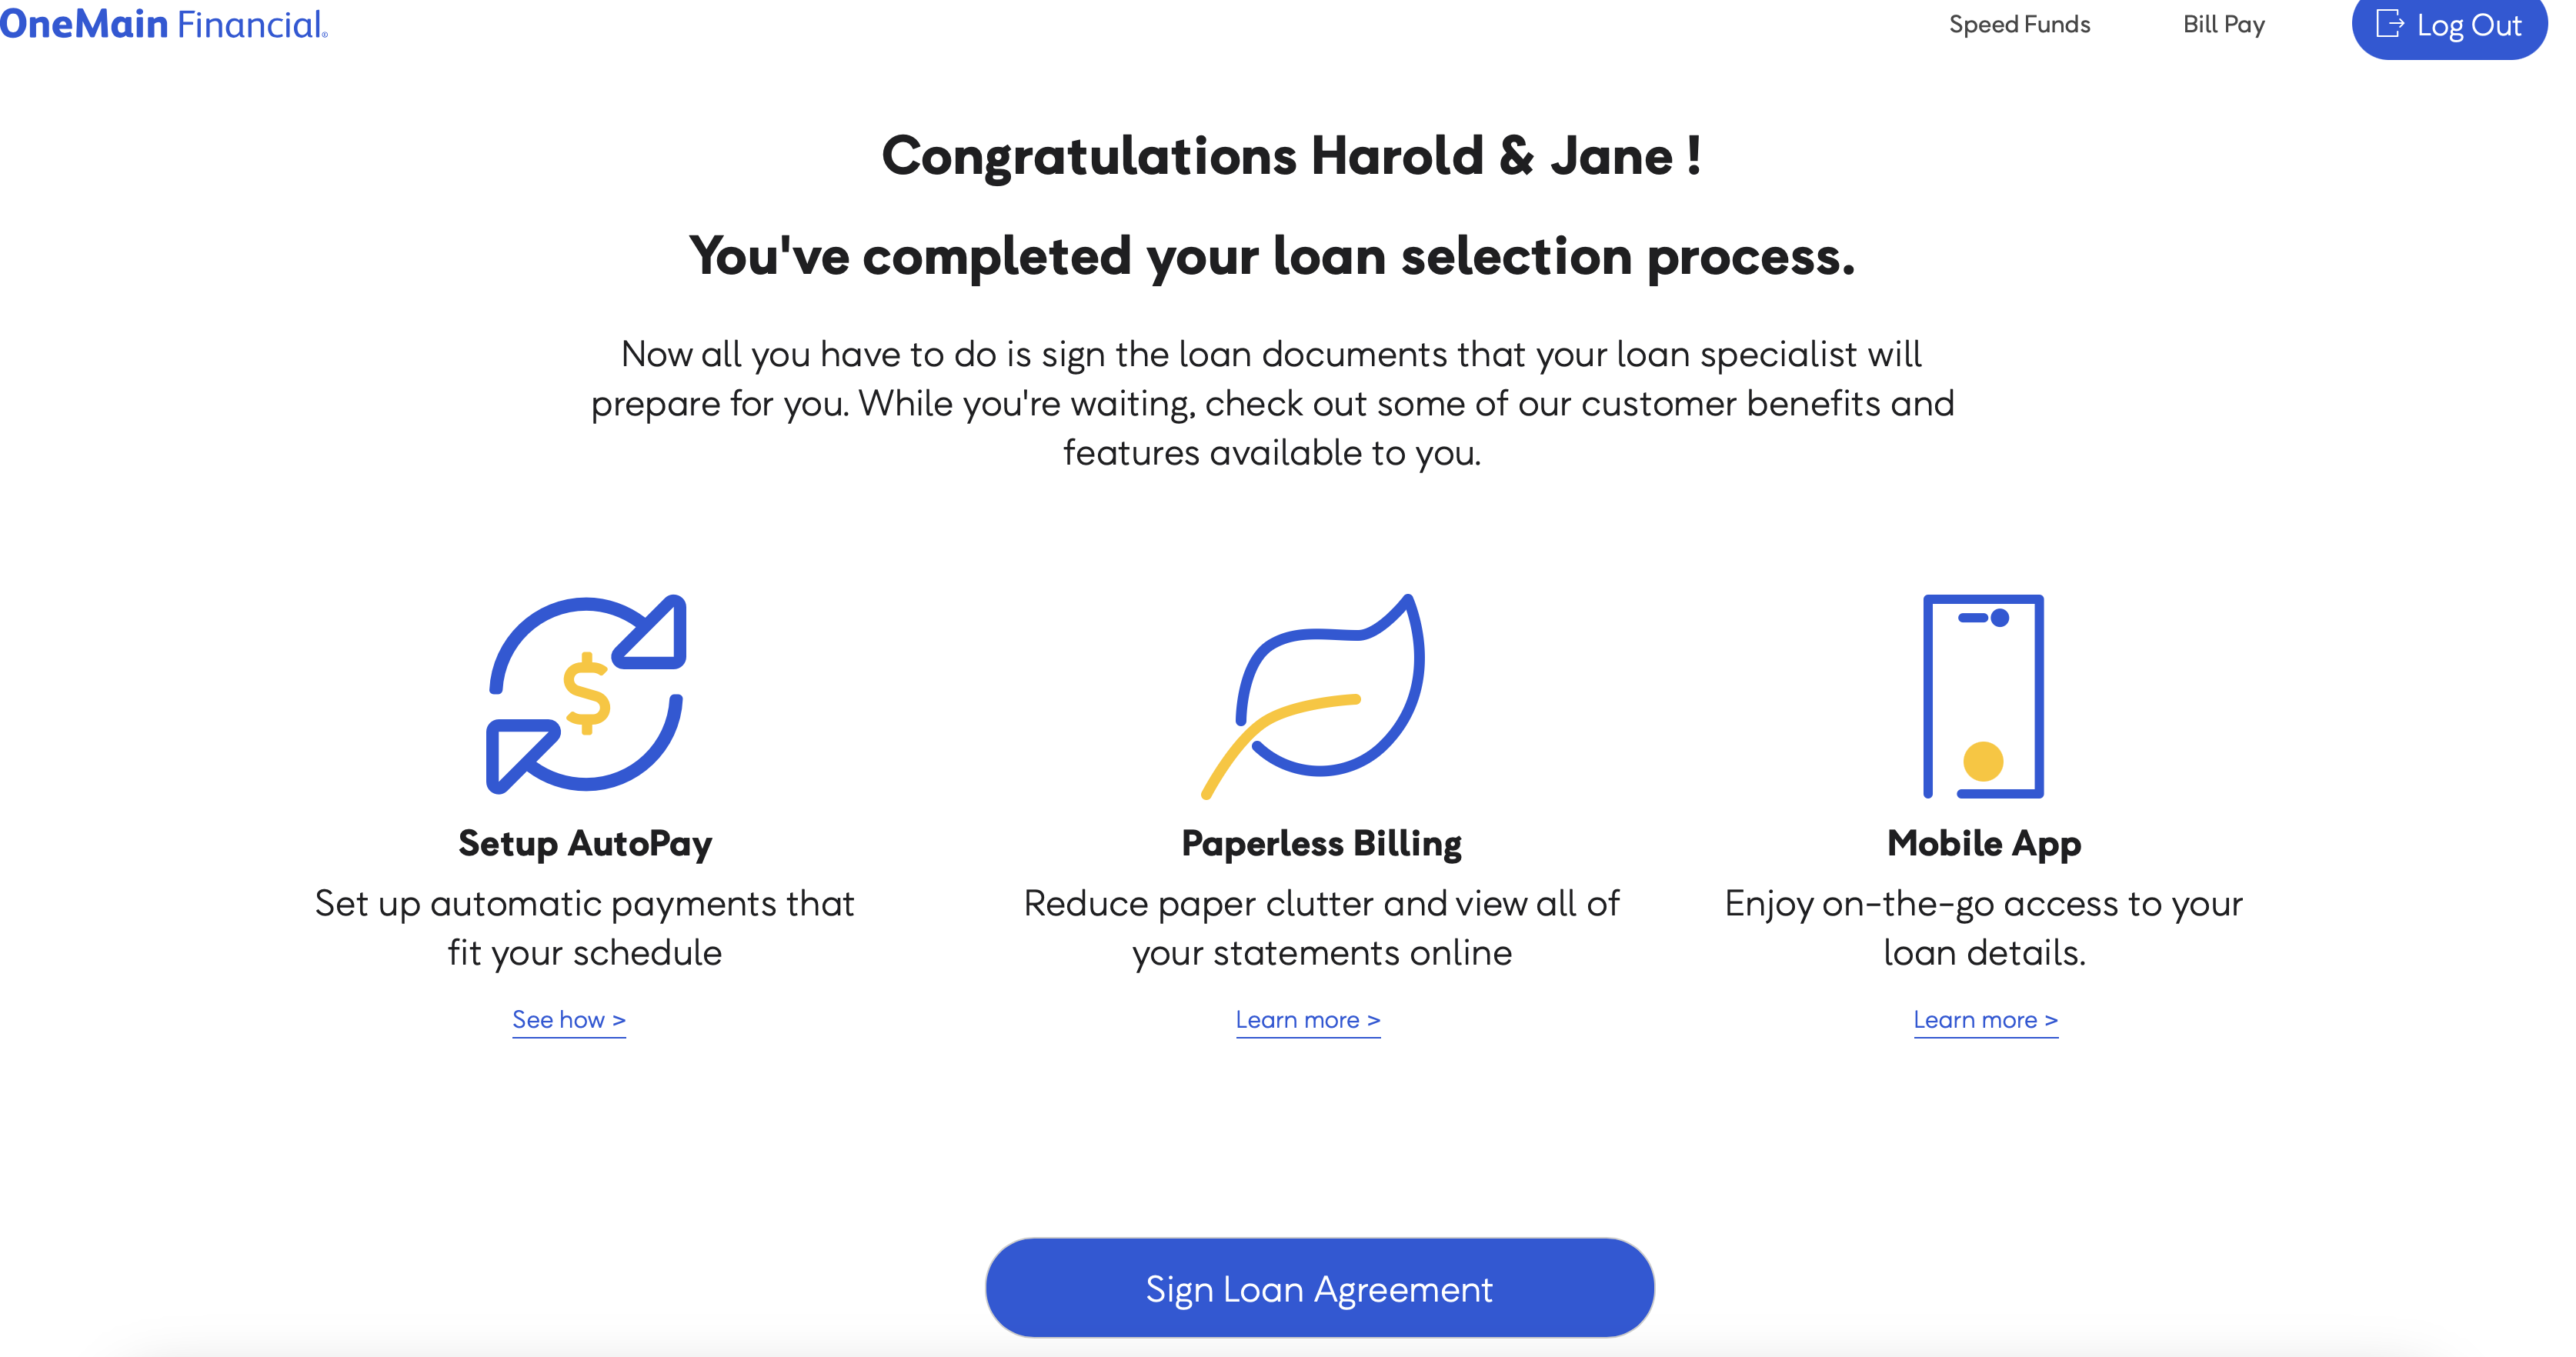 OneMain Financial®
Speed Funds
Bill Pay
Log Out
Congratulations Harold & Jane !
You've completed your loan selection process.
Now all you have to do is sign the loan documents that your loan specialist will
prepare for you. While you're waiting, check out some of our customer benefits and
features available to you.
$
Setup AutoPay
Set up automatic payments that
fit your schedule
See how >
Paperless Billing
Reduce paper clutter and view all of
your statements online
Learn more >
Mobile App
Enjoy on-the-go access to your
loan details.
Learn more >
Sign Loan Agreement